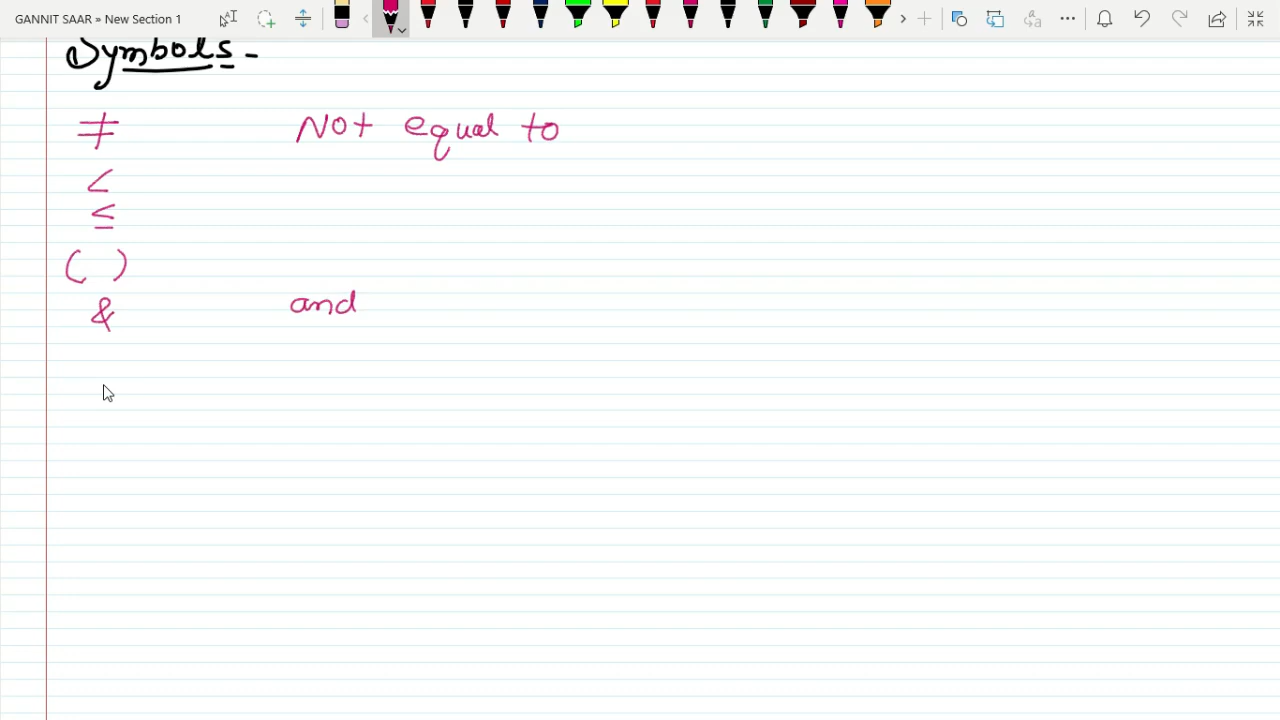 GANNIT SAAR » New Section 1
Symbols -
≠ Not equal to
<
≤
( )
& and